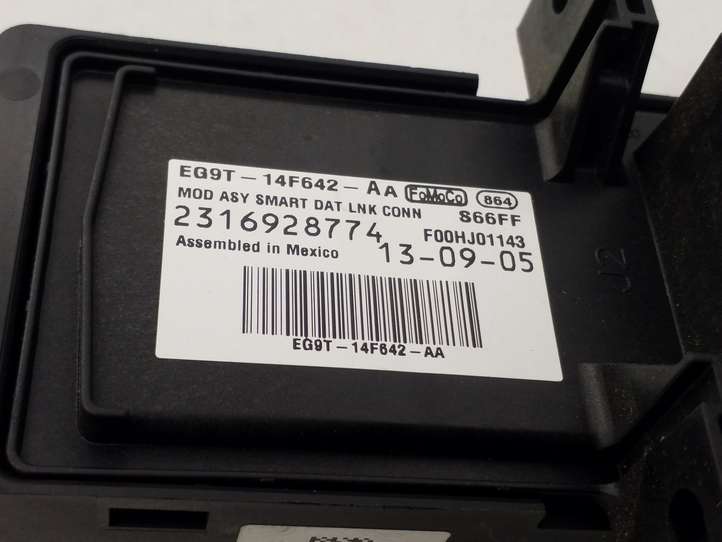 EG9T-14F642-AA FoMoCo 864
MOD ASY SMART DAT LNK CONN S66FF
2316928774 F00HJ01143
Assembled in Mexico 13-09-05
EG9T-14F642-AA
J2